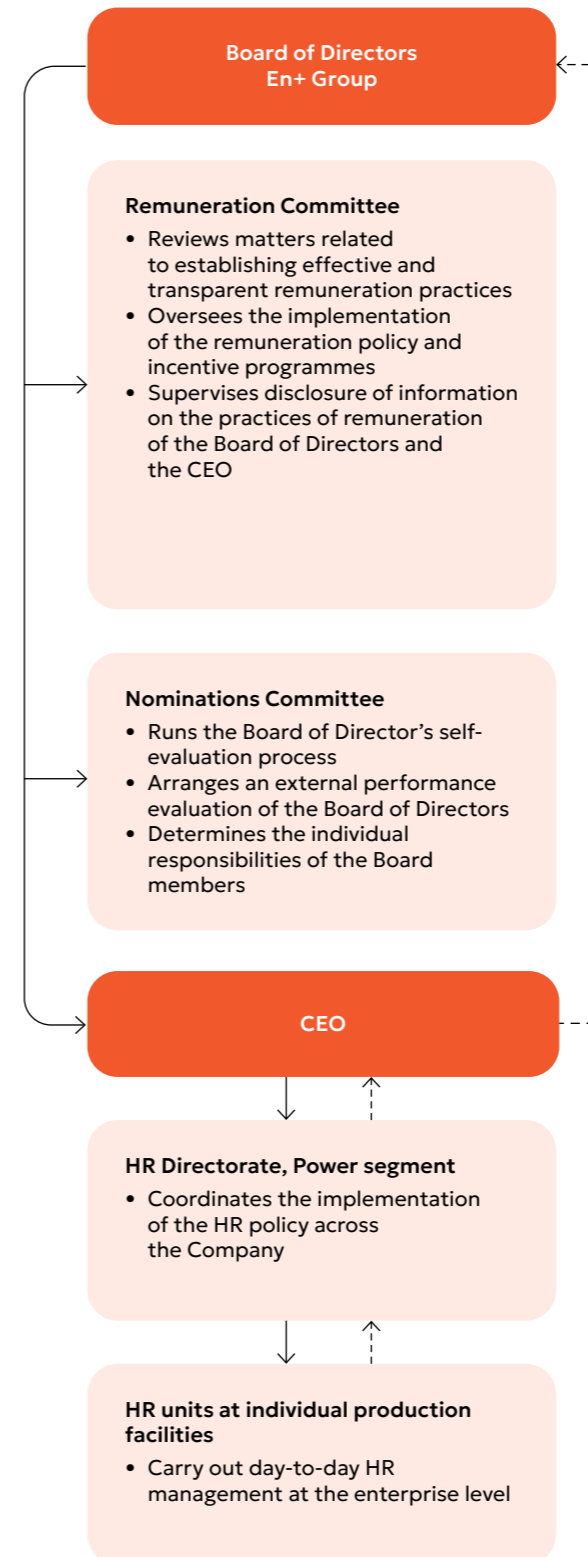 Board of Directors
En+ Group
Remuneration Committee
• Reviews matters related
to establishing effective and
transparent remuneration practices
• Oversees the implementation
of the remuneration policy and
incentive programmes
• Supervises disclosure of information
on the practices of remuneration
of the Board of Directors and
the CEO
Nominations Committee
• Runs the Board of Director’s self-
evaluation process
• Arranges an external performance
evaluation of the Board of Directors
• Determines the individual
responsibilities of the Board
members
CEO
HR Directorate, Power segment
• Coordinates the implementation
of the HR policy across
the Company
HR units at individual production
facilities
• Carry out day-to-day HR
management at the enterprise level